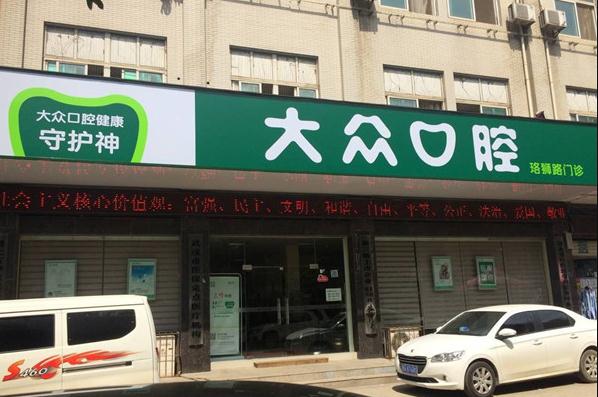 大众口腔健康
守护神
大众口腔
珞狮路门诊
社会主义核心价值观：富强、民主、文明、和谐、自由、平等、公正、法治、爱国、敬业
S460